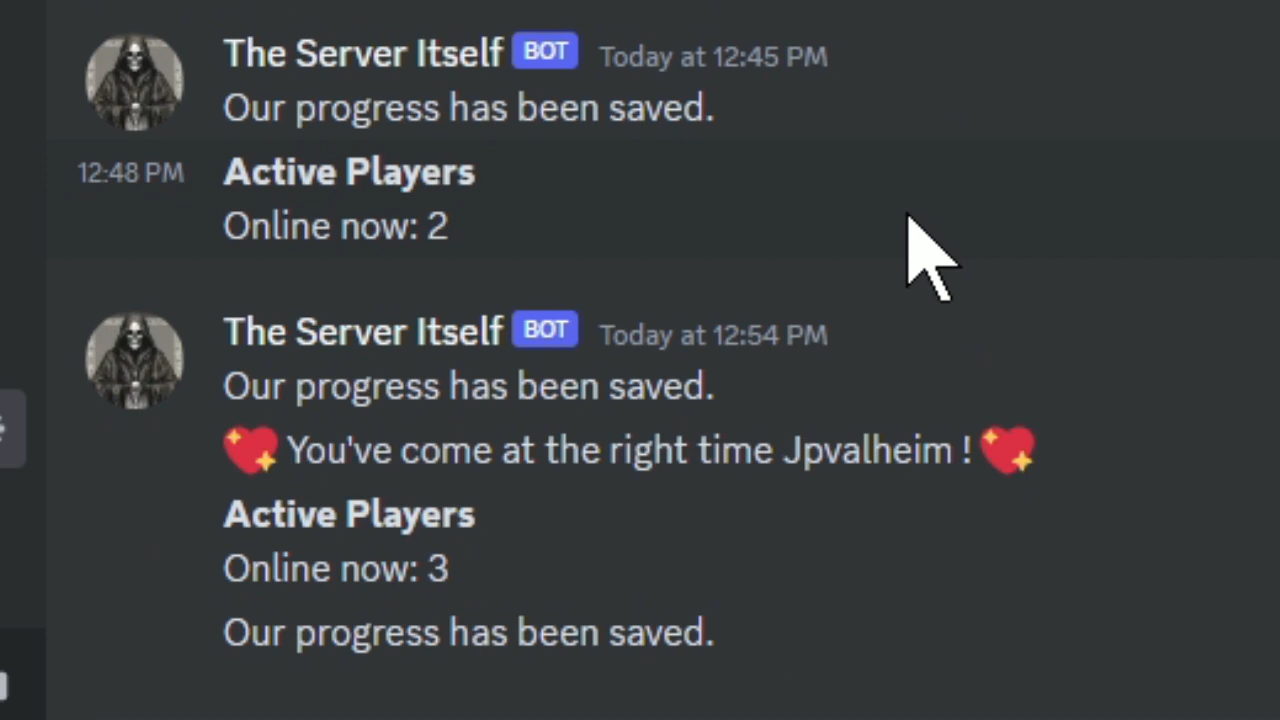 The Server Itself BOT Today at 12:45 PM
Our progress has been saved.
12:48 PM Active Players
Online now: 2
The Server Itself BOT Today at 12:54 PM
Our progress has been saved.
💖 You've come at the right time Jpvalheim ! 💖
Active Players
Online now: 3
Our progress has been saved.